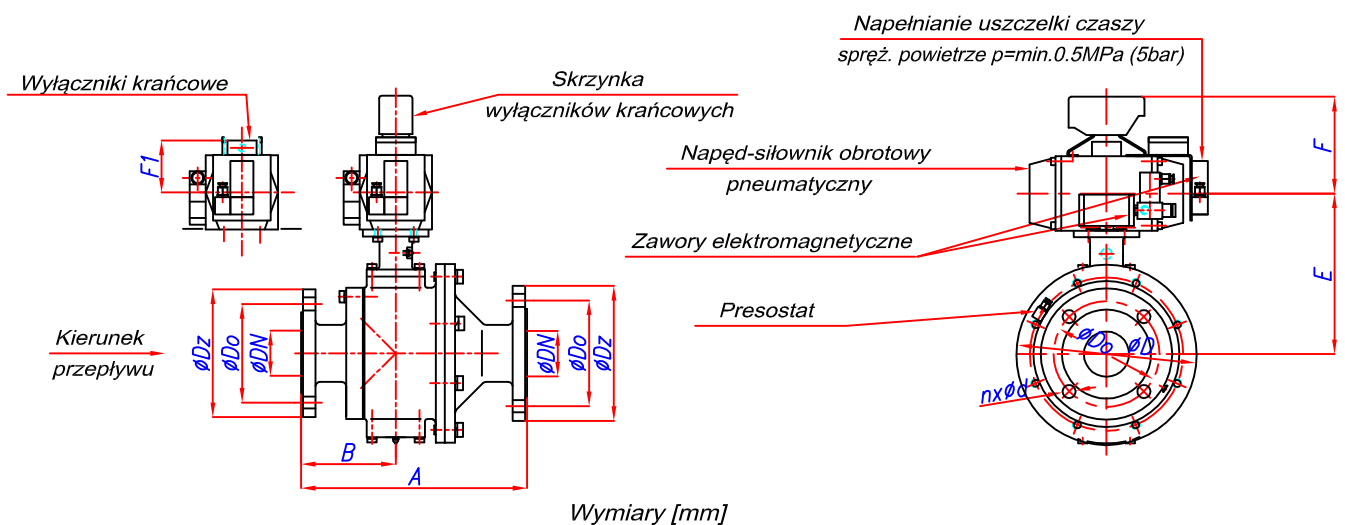 Napełnianie uszczelki czaszy
spręż. powietrze p=min.0.5MPa (5bar)
Wyłączniki krańcowe
Skrzynka
wyłączników krańcowych
Napęd-siłownik obrotowy
pneumatyczny
Zawory elektromagnetyczne
Presostat
Kierunek
przepływu
F1
F
E
øDz
øDo
øDN
øDN
øDo
øDz
øDo
øD
nxød
B
A
Wymiary [mm]